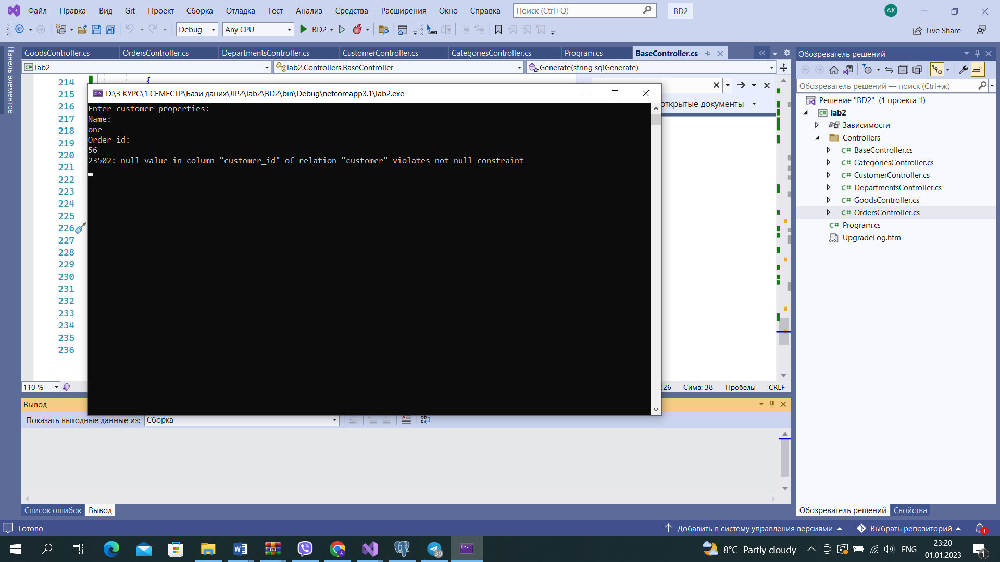 Файл Правка Вид Git Проект Сборка Отладка Тест Анализ Средства Расширения Окно Справка Поиск (Ctrl+Q) BD2 AK
Debug Any CPU BD2 Live Share
Панель элементов
GoodsController.cs OrdersController.cs DepartmentsController.cs CustomerController.cs CategoriesController.cs Program.cs BaseController.cs
lab2 lab2.Controllers.BaseController Generate(string sqlGenerate)
214 {
215
216
217
218
219
220
221
222
223
224
225
226
227
228
229
230
231
232
233
234
235
236
D:\3 КУРС\1 СЕМЕСТР\Бази даних\ЛР2\lab2\BD2\bin\Debug\netcoreapp3.1\lab2.exe
Enter customer properties:
Name:
one
Order id:
56
23502: null value in column "customer_id" of relation "customer" violates not-null constraint
открытые документы
110 % 226 Симв: 38 Пробелы CRLF
Вывод
Показать выходные данные из: Сборка
Список ошибок Вывод
Обозреватель решений
Обозреватель решений — поиск (Ctrl+ж)
Решение "BD2" (1 проекта 1)
lab2
Зависимости
Controllers
C# BaseController.cs
C# CategoriesController.cs
C# CustomerController.cs
C# DepartmentsController.cs
C# GoodsController.cs
C# OrdersController.cs
C# Program.cs
UpgradeLog.htm
Обозреватель решений Свойства
Готово Добавить в систему управления версиями Выбрать репозиторий 3
39 8°C Partly cloudy ENG 23:20
01.01.2023 1